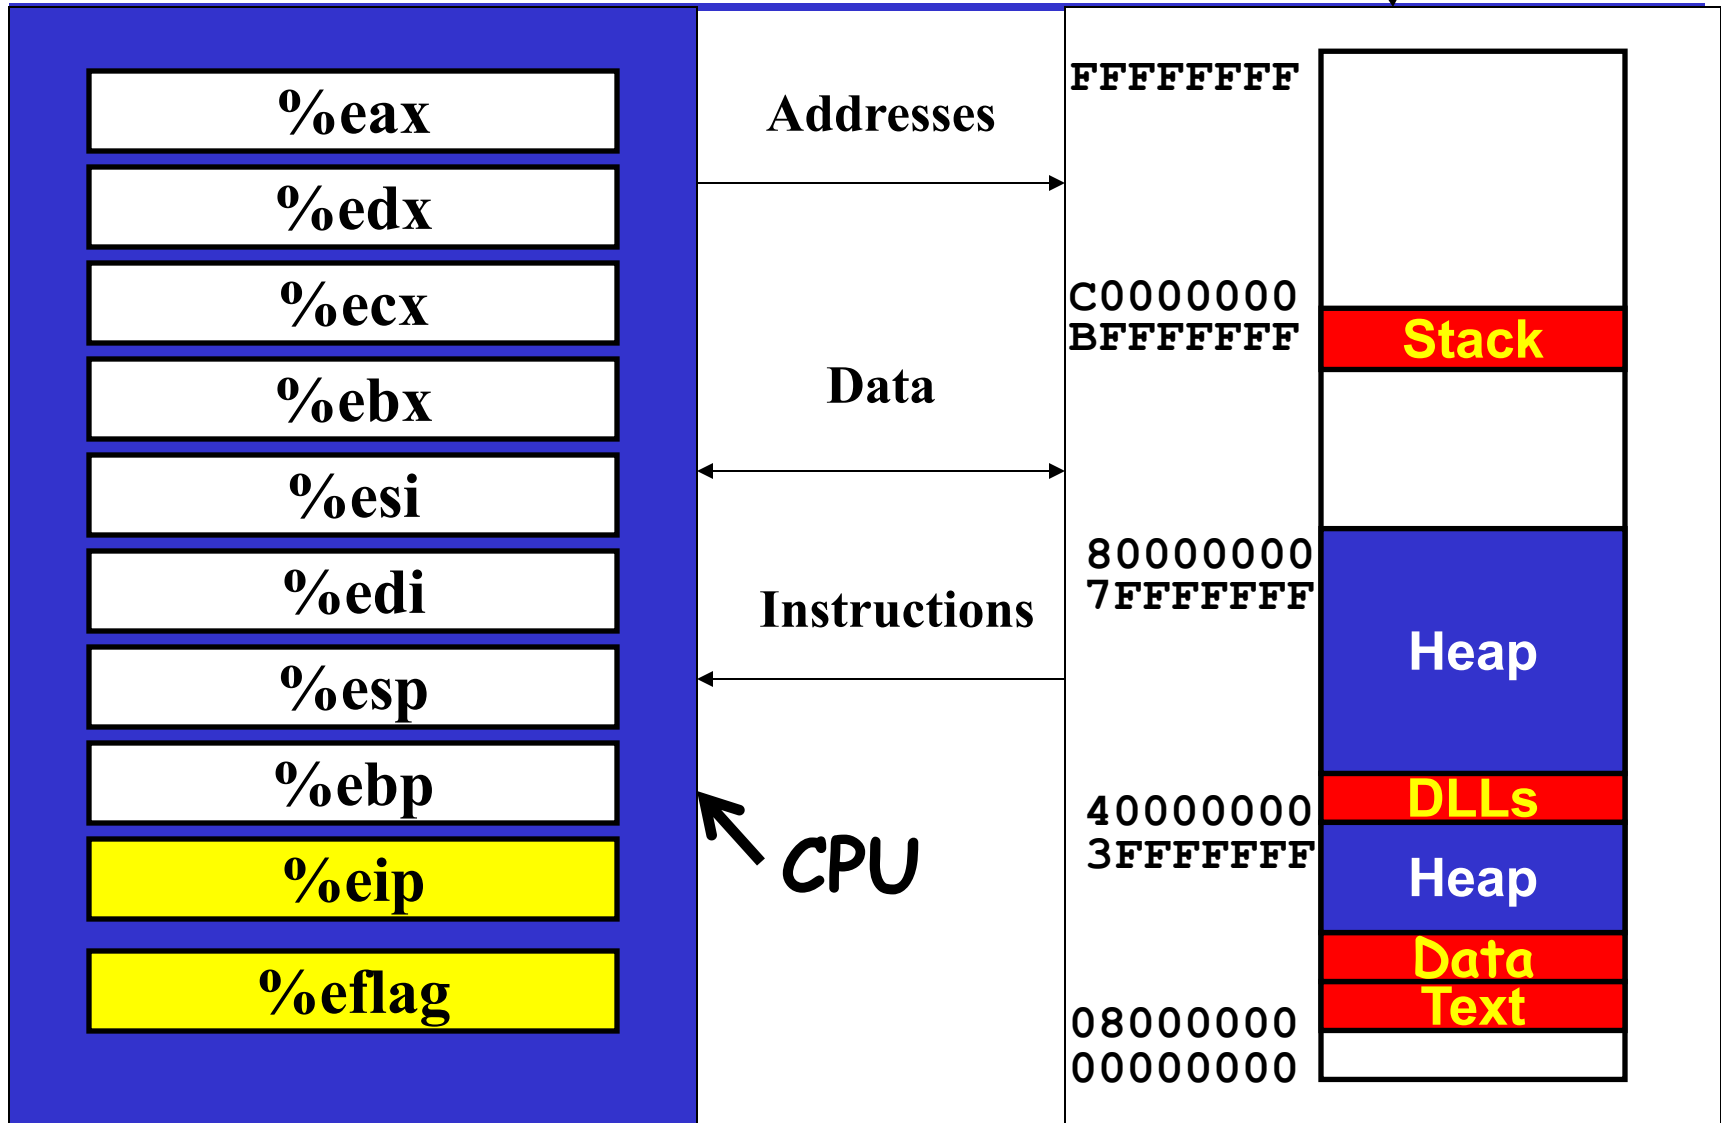 %eax
%edx
%ecx
%ebx
%esi
%edi
%esp
%ebp
%eip
%eflag
Addresses
Data
Instructions
CPU
FFFFFFFF
C0000000
BFFFFFFF
Stack
80000000
7FFFFFFF
Heap
40000000
DLLs
3FFFFFFF
Heap
Data
Text
08000000
00000000